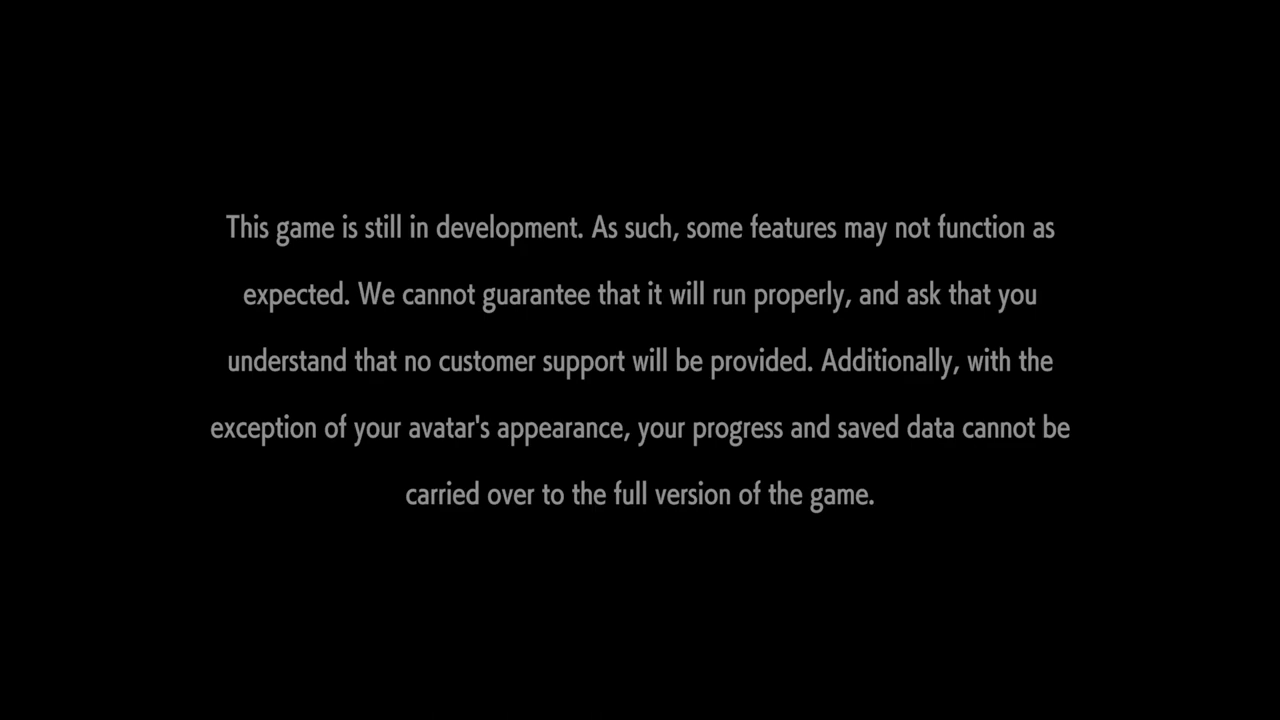 This game is still in development. As such, some features may not function as
expected. We cannot guarantee that it will run properly, and ask that you
understand that no customer support will be provided. Additionally, with the
exception of your avatar's appearance, your progress and saved data cannot be
carried over to the full version of the game.